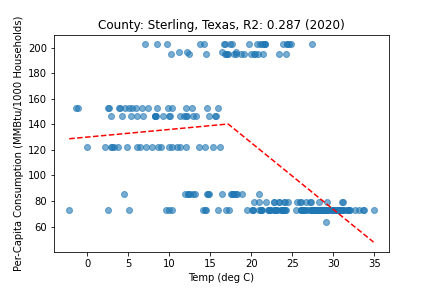 County: Sterling, Texas, R2: 0.287 (2020)
Per-Capita Consumption (MMBtu/1000 Households)
200
180
160
140
120
100
80
60
0 5 10 15 20 25 30 35
Temp (deg C)